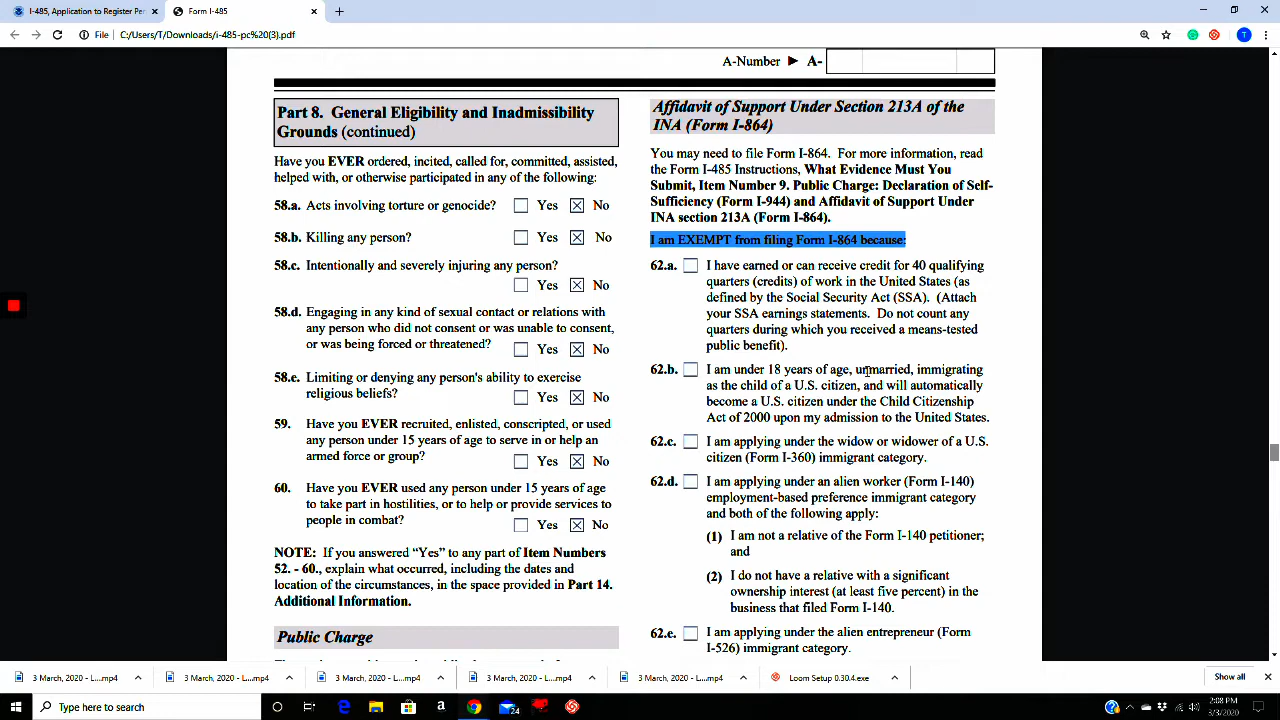 I-485, Application to Register Per
Form I-485
File
C:/Users/T/Downloads/i-485-pc%20(3).pdf
T
A-Number ► A-
Part 8. General Eligibility and Inadmissibility
Grounds (continued)
Have you EVER ordered, incited, called for, committed, assisted,
helped with, or otherwise participated in any of the following:
58.a. Acts involving torture or genocide? Yes No
58.b. Killing any person? Yes No
58.c. Intentionally and severely injuring any person?
Yes No
58.d. Engaging in any kind of sexual contact or relations with
any person who did not consent or was unable to consent,
or was being forced or threatened? Yes No
58.e. Limiting or denying any person's ability to exercise
religious beliefs? Yes No
59. Have you EVER recruited, enlisted, conscripted, or used
any person under 15 years of age to serve in or help an
armed force or group? Yes No
60. Have you EVER used any person under 15 years of age
to take part in hostilities, or to help or provide services to
people in combat? Yes No
NOTE: If you answered “Yes” to any part of Item Numbers
52. - 60., explain what occurred, including the dates and
location of the circumstances, in the space provided in Part 14.
Additional Information.
Public Charge
Affidavit of Support Under Section 213A of the
INA (Form I-864)
You may need to file Form I-864. For more information, read
the Form I-485 Instructions, What Evidence Must You
Submit, Item Number 9. Public Charge: Declaration of Self-
Sufficiency (Form I-944) and Affidavit of Support Under
INA section 213A (Form I-864).
I am EXEMPT from filing Form I-864 because:
62.a. I have earned or can receive credit for 40 qualifying
quarters (credits) of work in the United States (as
defined by the Social Security Act (SSA). (Attach
your SSA earnings statements. Do not count any
quarters during which you received a means-tested
public benefit).
62.b. I am under 18 years of age, unmarried, immigrating
as the child of a U.S. citizen, and will automatically
become a U.S. citizen under the Child Citizenship
Act of 2000 upon my admission to the United States.
62.c. I am applying under the widow or widower of a U.S.
citizen (Form I-360) immigrant category.
62.d. I am applying under an alien worker (Form I-140)
employment-based preference immigrant category
and both of the following apply:
(1) I am not a relative of the Form I-140 petitioner;
and
(2) I do not have a relative with a significant
ownership interest (at least five percent) in the
business that filed Form I-140.
62.e. I am applying under the alien entrepreneur (Form
I-526) immigrant category.
3 March, 2020 - L....mp4
3 March, 2020 - L....mp4
3 March, 2020 - L....mp4
3 March, 2020 - L....mp4
3 March, 2020 - L....mp4
Loom Setup 0.30.4.exe
Show all
Type here to search
24
2:08 PM
3/3/2020